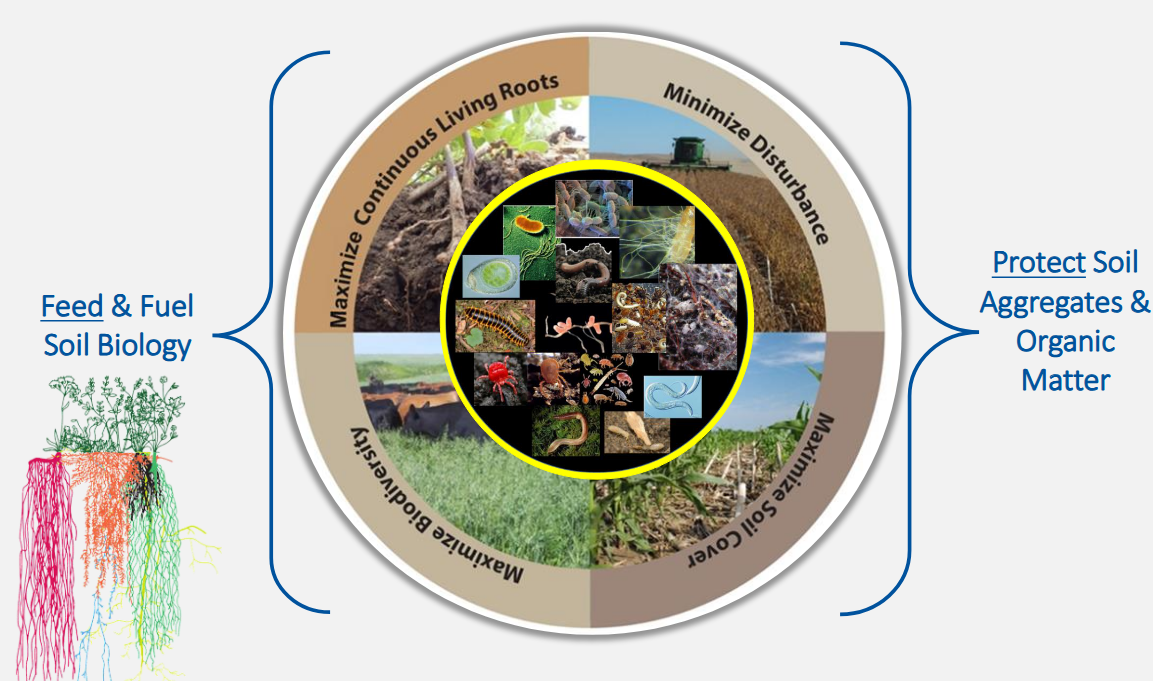 Maximize Continuous Living Roots
Minimize Disturbance
Feed & Fuel
Soil Biology
Protect Soil
Aggregates &
Organic
Matter
Maximize Biodiversity
Maximize Soil Cover